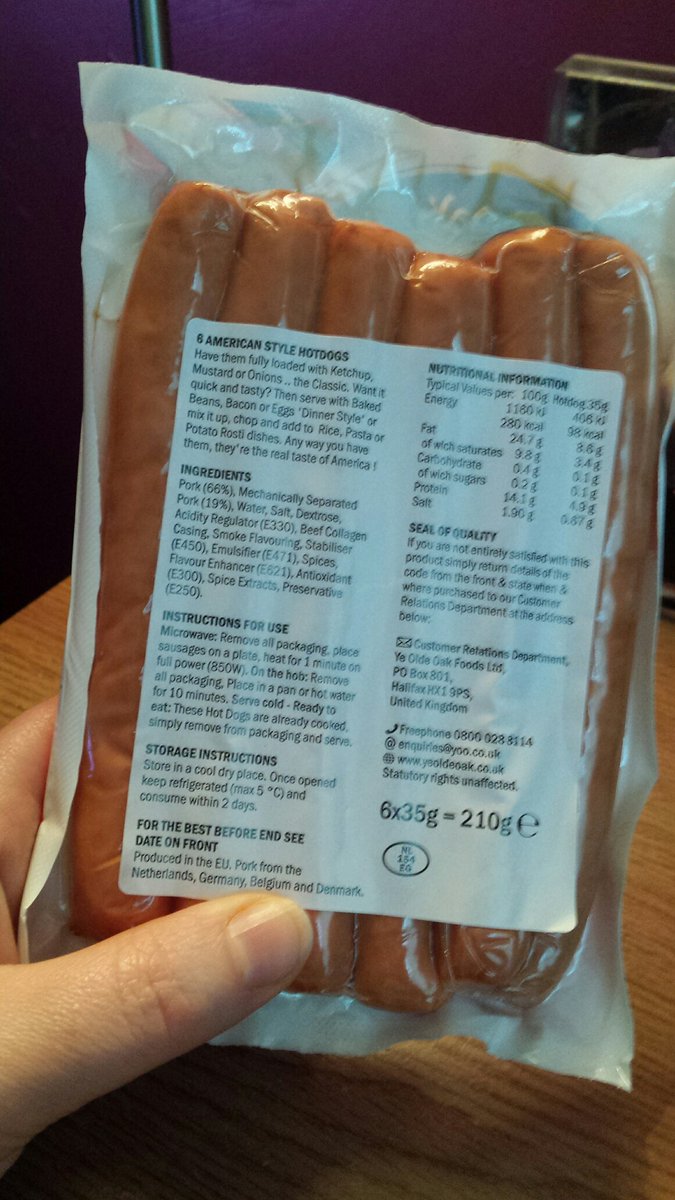 6 AMERICAN STYLE HOTDOGS
Have them fully loaded with Ketchup,
Mustard or Onions .. the Classic. Want it
quick and tasty? Then serve with Baked
Beans, Bacon or Eggs 'Dinner Style' or
mix it up, chop and add to Rice, Pasta or
Potato Rosti dishes. Any way you have
them, they're the real taste of America !
INGREDIENTS
Pork (66%), Mechanically Separated
Pork (19%), Water, Salt, Dextrose,
Acidity Regulator (E330), Beef Collagen
Casing, Smoke Flavouring, Stabiliser
(E450), Emulsifier (E471), Spices,
Flavour Enhancer (E621), Antioxidant
(E300), Spice Extracts, Preservative
(E250).
INSTRUCTIONS FOR USE
Microwave: Remove all packaging, place
sausages on a plate, heat for 1 minute on
full power (850W). On the hob: Remove
all packaging, Place in a pan or hot water
for 10 minutes. Serve cold - Ready to
eat: These Hot Dogs are already cooked,
simply remove from packaging and serve.
STORAGE INSTRUCTIONS
Store in a cool dry place. Once opened
keep refrigerated (max 5 °C) and
consume within 2 days.
FOR THE BEST BEFORE END SEE
DATE ON FRONT
Produced in the EU. Pork from the
Netherlands, Germany, Belgium and Denmark.
NUTRITIONAL INFORMATION
Typical Values per: 100g Hotdog 35g
Energy 1160 kJ 406 kJ
280 kcal 98 kcal
Fat 24.7 g 8.6 g
of wich saturates 9.8 g 3.4 g
Carbohydrate 0.4 g 0.1 g
of wich sugars 0.2 g 0.1 g
Protein 14.1 g 4.9 g
Salt 1.90 g 0.67 g
SEAL OF QUALITY
If you are not entirely satisfied with this
product simply return details of the
code from the front & state when &
where purchased to our Customer
Relations Department at the address
below:
Customer Relations Department,
Ye Olde Oak Foods Ltd,
PO Box 801,
Halifax HX1 9PS,
United Kingdom
Freephone 0800 028 8114
@ enquiries@yoo.co.uk
www.yeoldeoak.co.uk
Statutory rights unaffected.
6x35g = 210g ℮
NL
154
EG